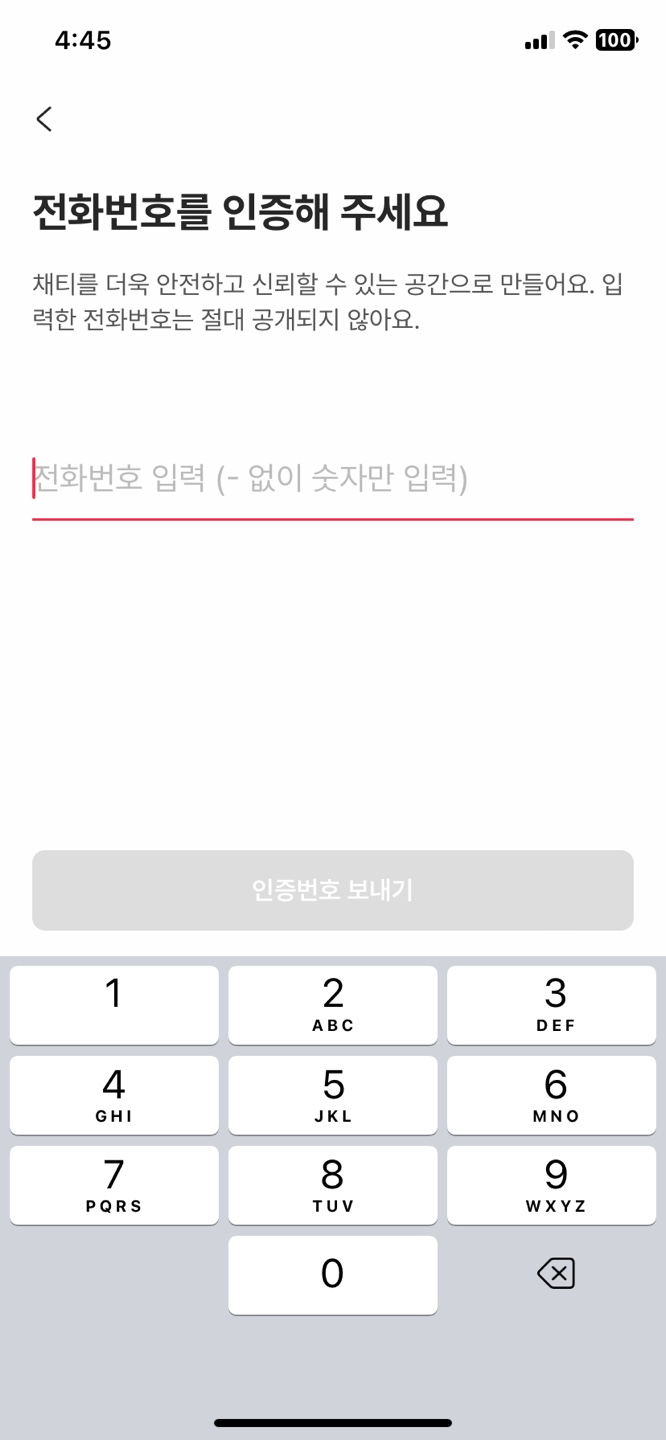 4:45
100
전화번호를 인증해 주세요
채티를 더욱 안전하고 신뢰할 수 있는 공간으로 만들어요. 입
력한 전화번호는 절대 공개되지 않아요.
전화번호 입력 (- 없이 숫자만 입력)
인증번호 보내기
1
2
ABC
3
DEF
4
GHI
5
JKL
6
MNO
7
PQRS
8
TUV
9
WXYZ
0